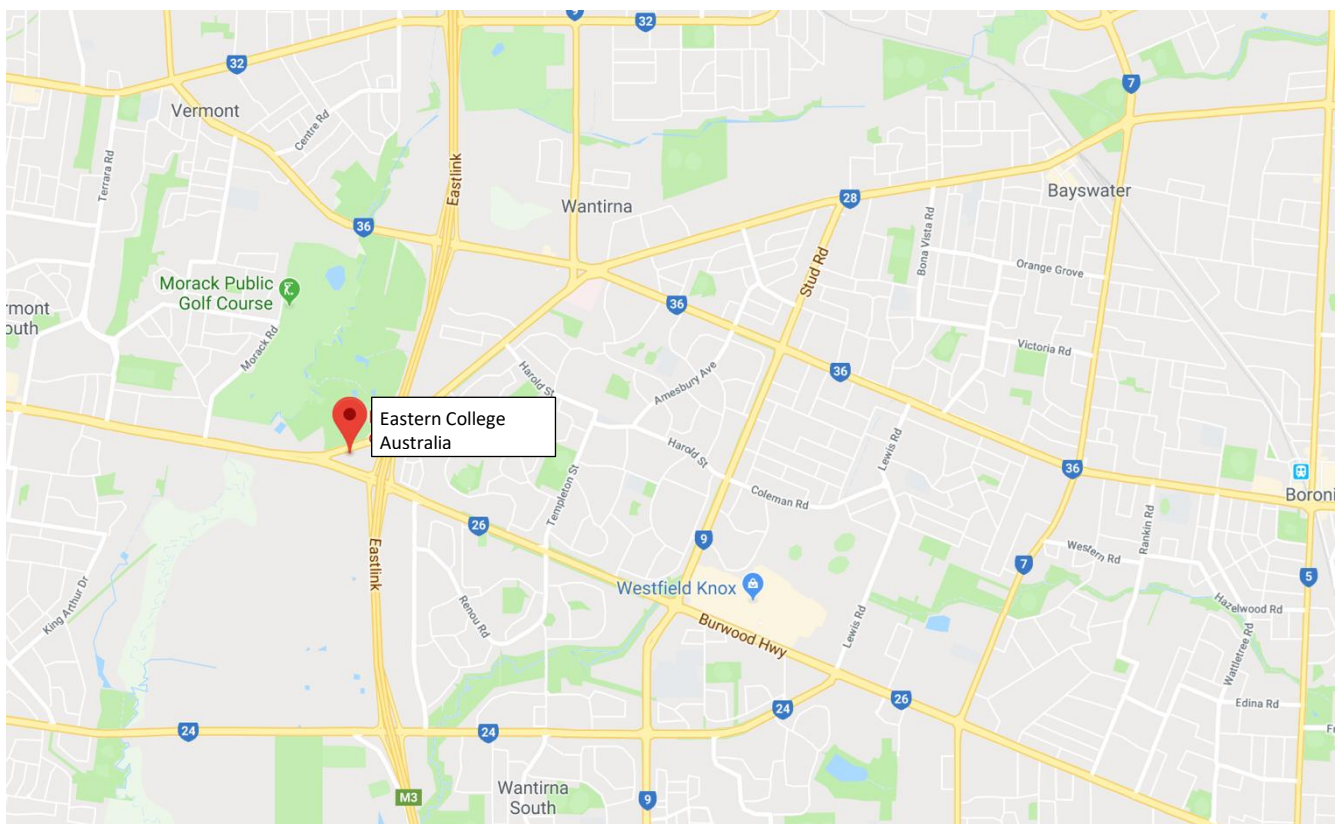 9
32
32
7
Vermont
Centre Rd
Terrara Rd
Eastlink
Wantirna
28
Bayswater
Bona Vista Rd
36
Stud Rd
Orange Grove
Morack Public
Golf Course
rmont
outh
36
Morack Rd
Victoria Rd
Harold St
Amesbury Ave
36
Eastern College
Australia
Lewis Rd
Harold St
36
Boroni
Templeton St
Coleman Rd
Rankin Rd
26
9
Western Rd
Eastlink
7
5
King Arthur Dr
Renou Rd
Westfield Knox
Hazelwood Rd
Burwood Hwy
Lewis Rd
Wattletree Rd
26
Edina Rd
24
24
24
Fr
Wantirna
South
M3
9